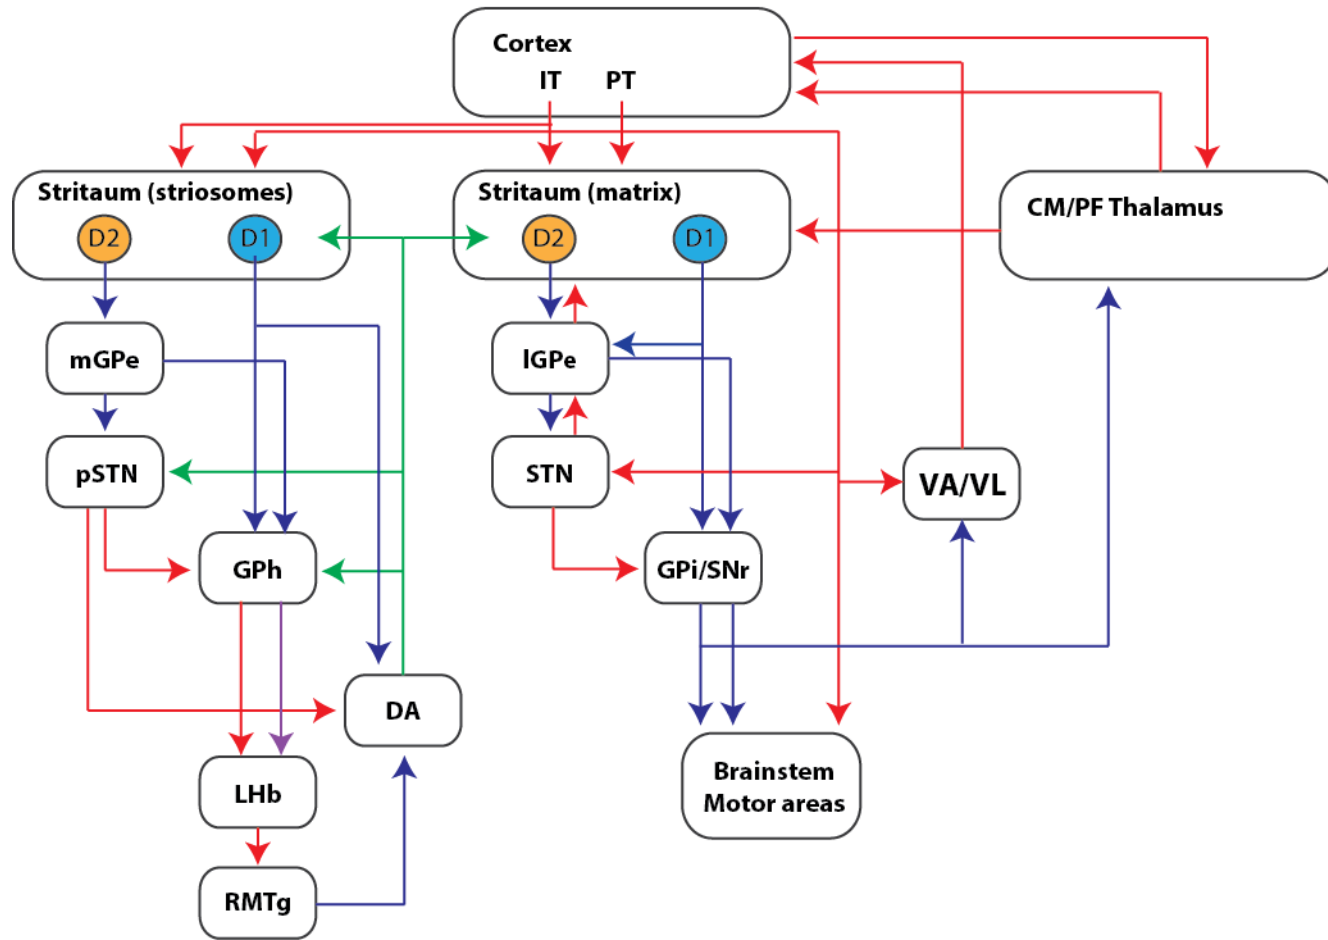 Cortex
IT PT
Stritaum (striosomes)
D2 D1
Stritaum (matrix)
D2 D1
CM/PF Thalamus
mGPe
lGPe
pSTN
STN
VA/VL
GPh
GPi/SNr
DA
LHb
Brainstem
Motor areas
RMTg